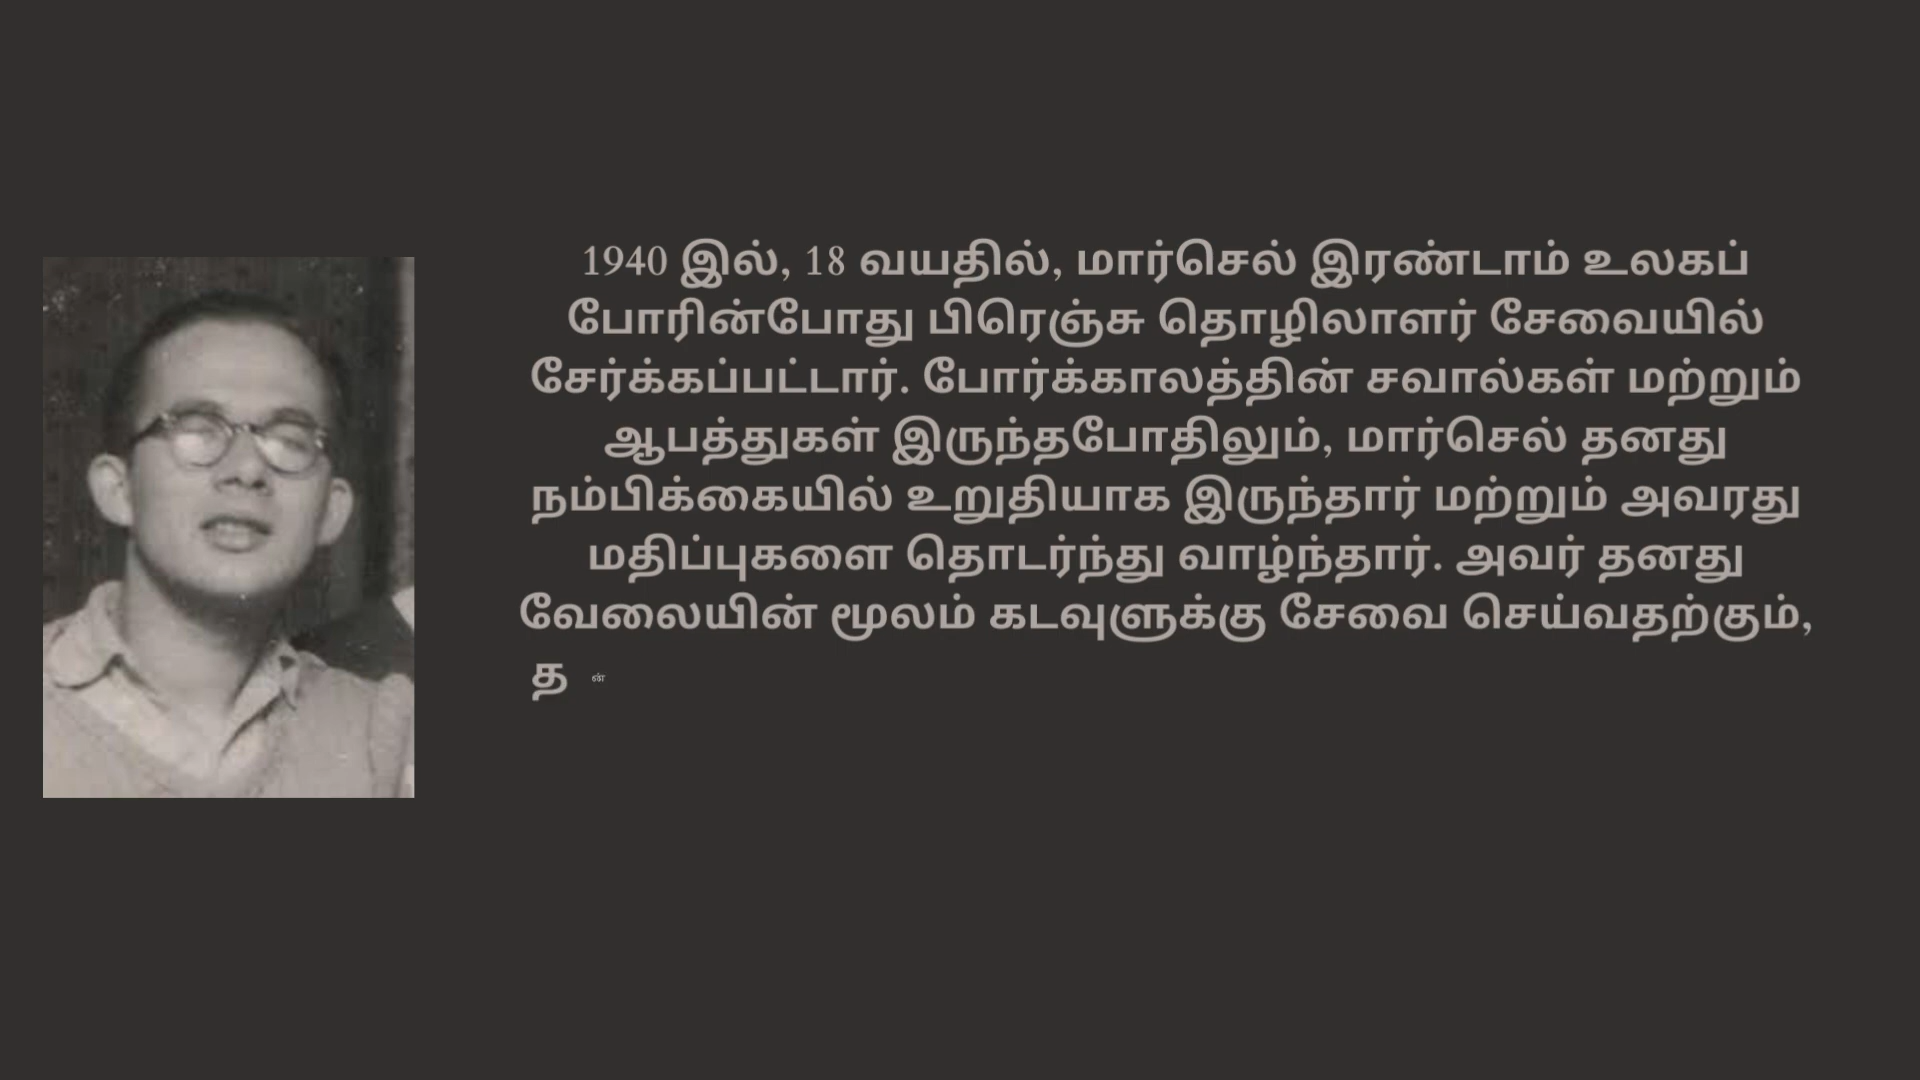 1940 இல், 18 வயதில், மார்செல் இரண்டாம் உலகப்
போரின்போது பிரெஞ்சு தொழிலாளர் சேவையில்
சேர்க்கப்பட்டார். போர்க்காலத்தின் சவால்கள் மற்றும்
ஆபத்துகள் இருந்தபோதிலும், மார்செல் தனது
நம்பிக்கையில் உறுதியாக இருந்தார் மற்றும் அவரது
மதிப்புகளை தொடர்ந்து வாழ்ந்தார். அவர் தனது
வேலையின் மூலம் கடவுளுக்கு சேவை செய்வதற்கும்,
த ன்